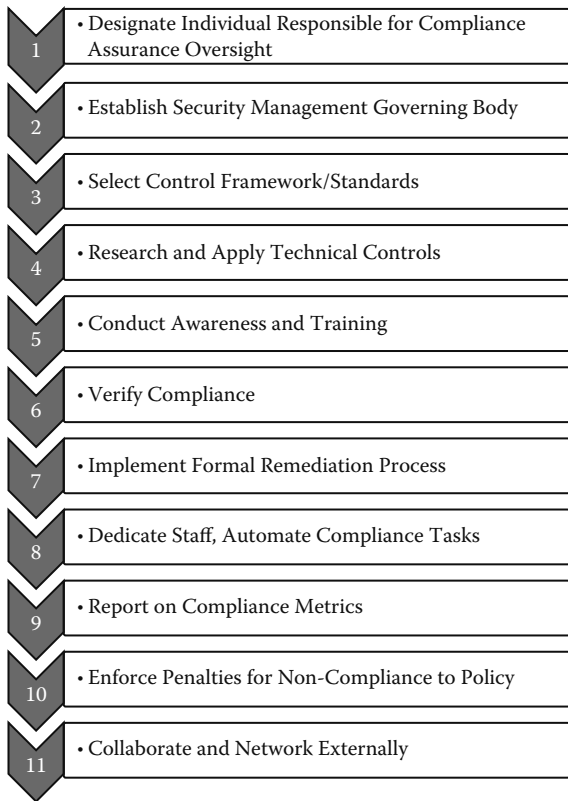 1
• Designate Individual Responsible for Compliance
Assurance Oversight
2
• Establish Security Management Governing Body
3
• Select Control Framework/Standards
4
• Research and Apply Technical Controls
5
• Conduct Awareness and Training
6
• Verify Compliance
7
• Implement Formal Remediation Process
8
• Dedicate Staff, Automate Compliance Tasks
9
• Report on Compliance Metrics
10
• Enforce Penalties for Non-Compliance to Policy
11
• Collaborate and Network Externally